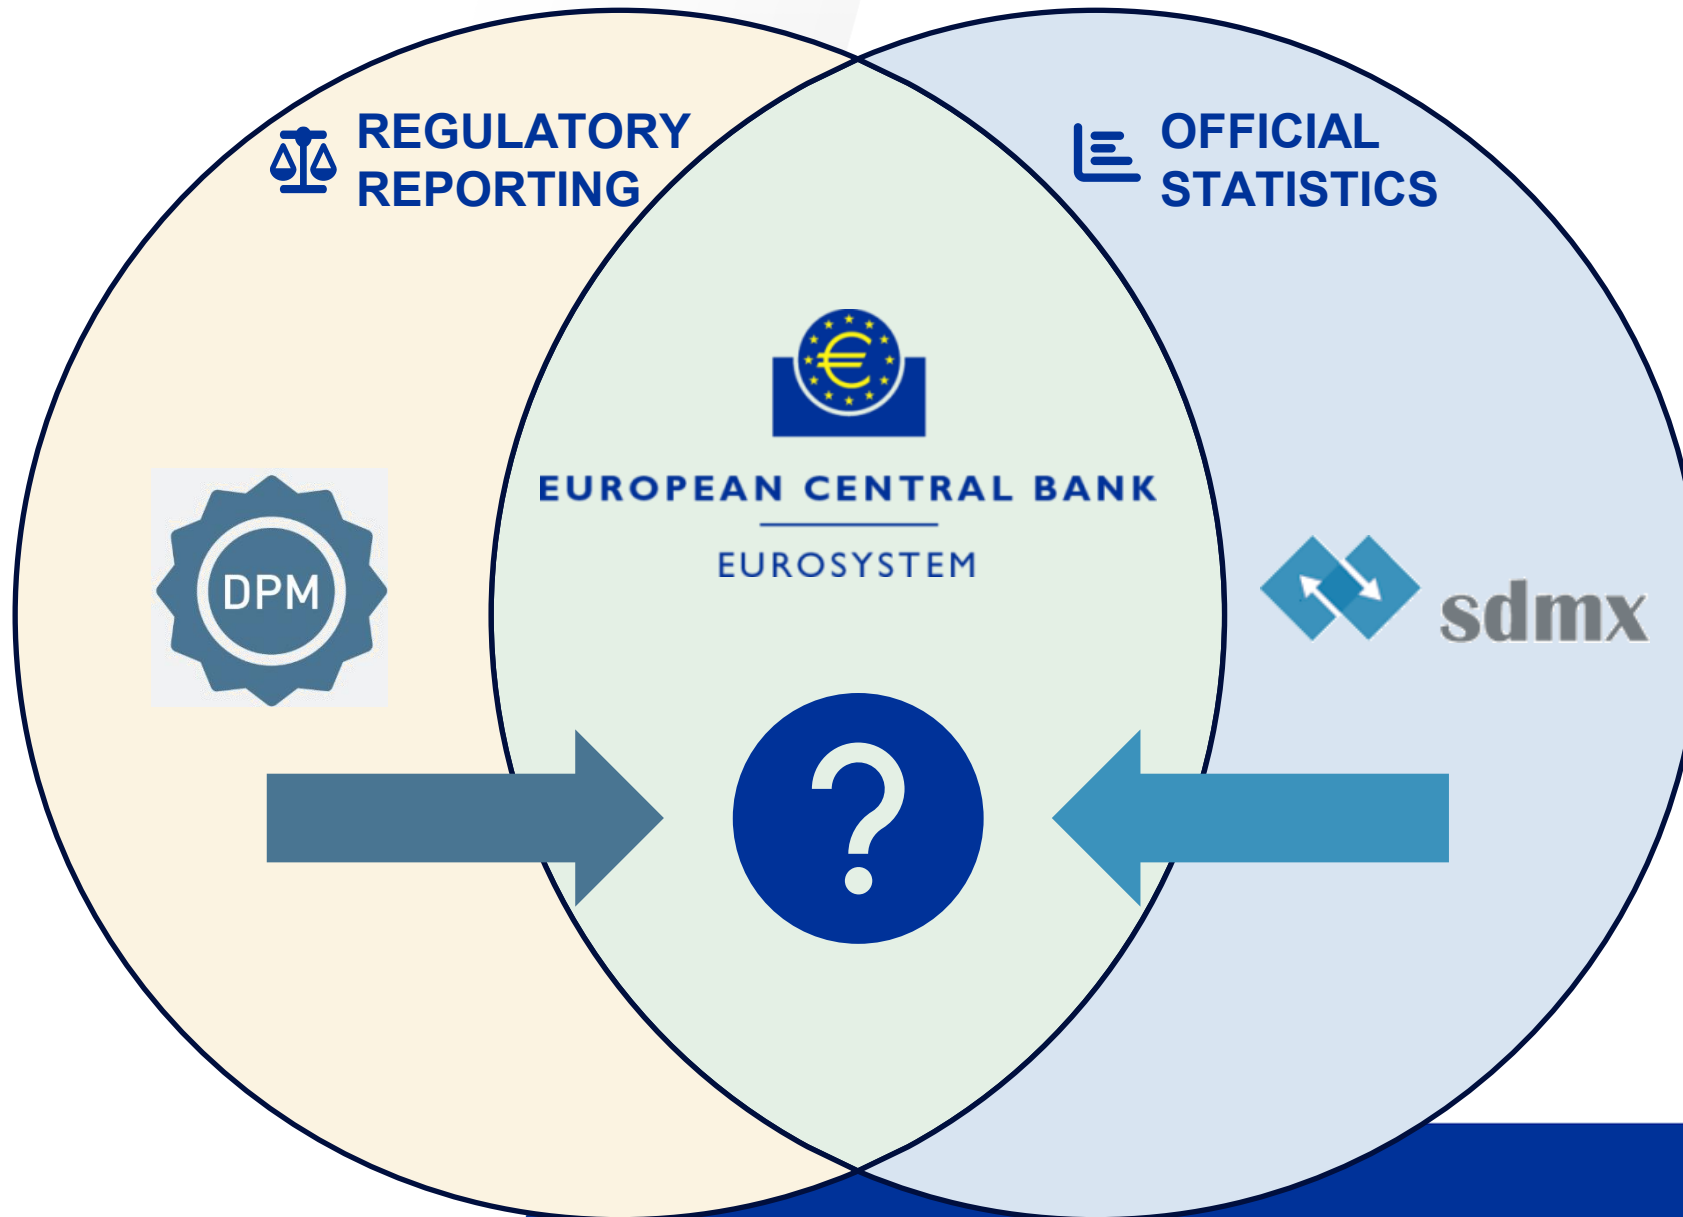 REGULATORY
REPORTING
OFFICIAL
STATISTICS
€
EUROPEAN CENTRAL BANK
EUROSYSTEM
DPM
sdmx
?